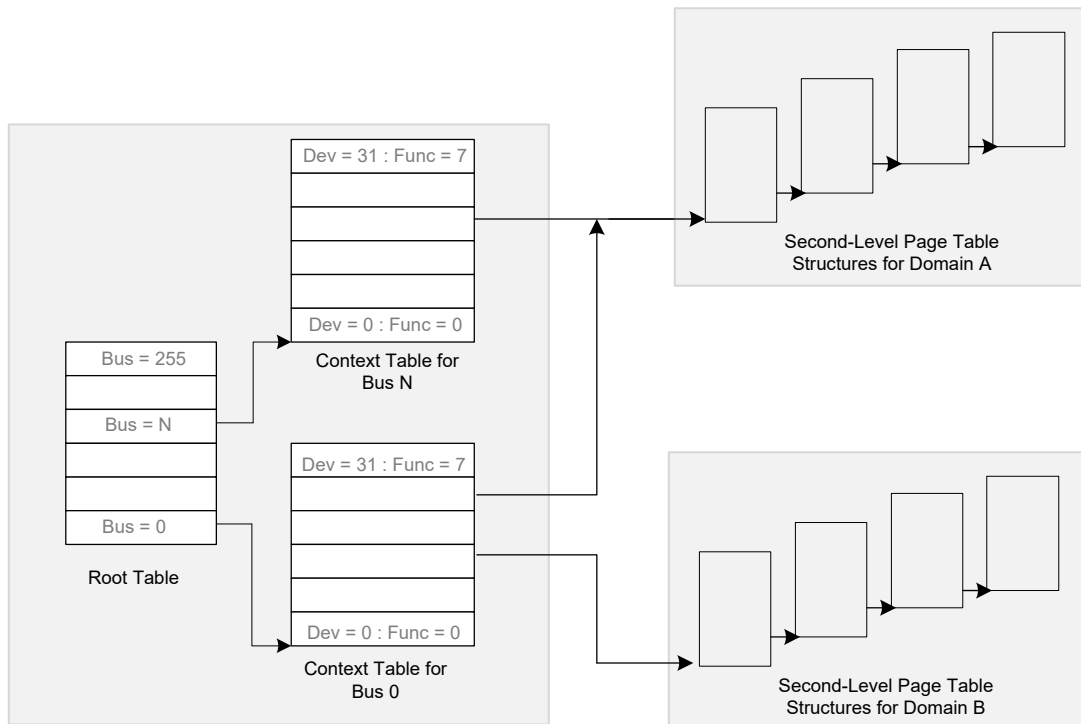 Bus = 255
Bus = N
Bus = 0
Root Table
Dev = 31 : Func = 7
Dev = 0 : Func = 0
Context Table for
Bus N
Dev = 31 : Func = 7
Dev = 0 : Func = 0
Context Table for
Bus 0
Second-Level Page Table
Structures for Domain A
Second-Level Page Table
Structures for Domain B